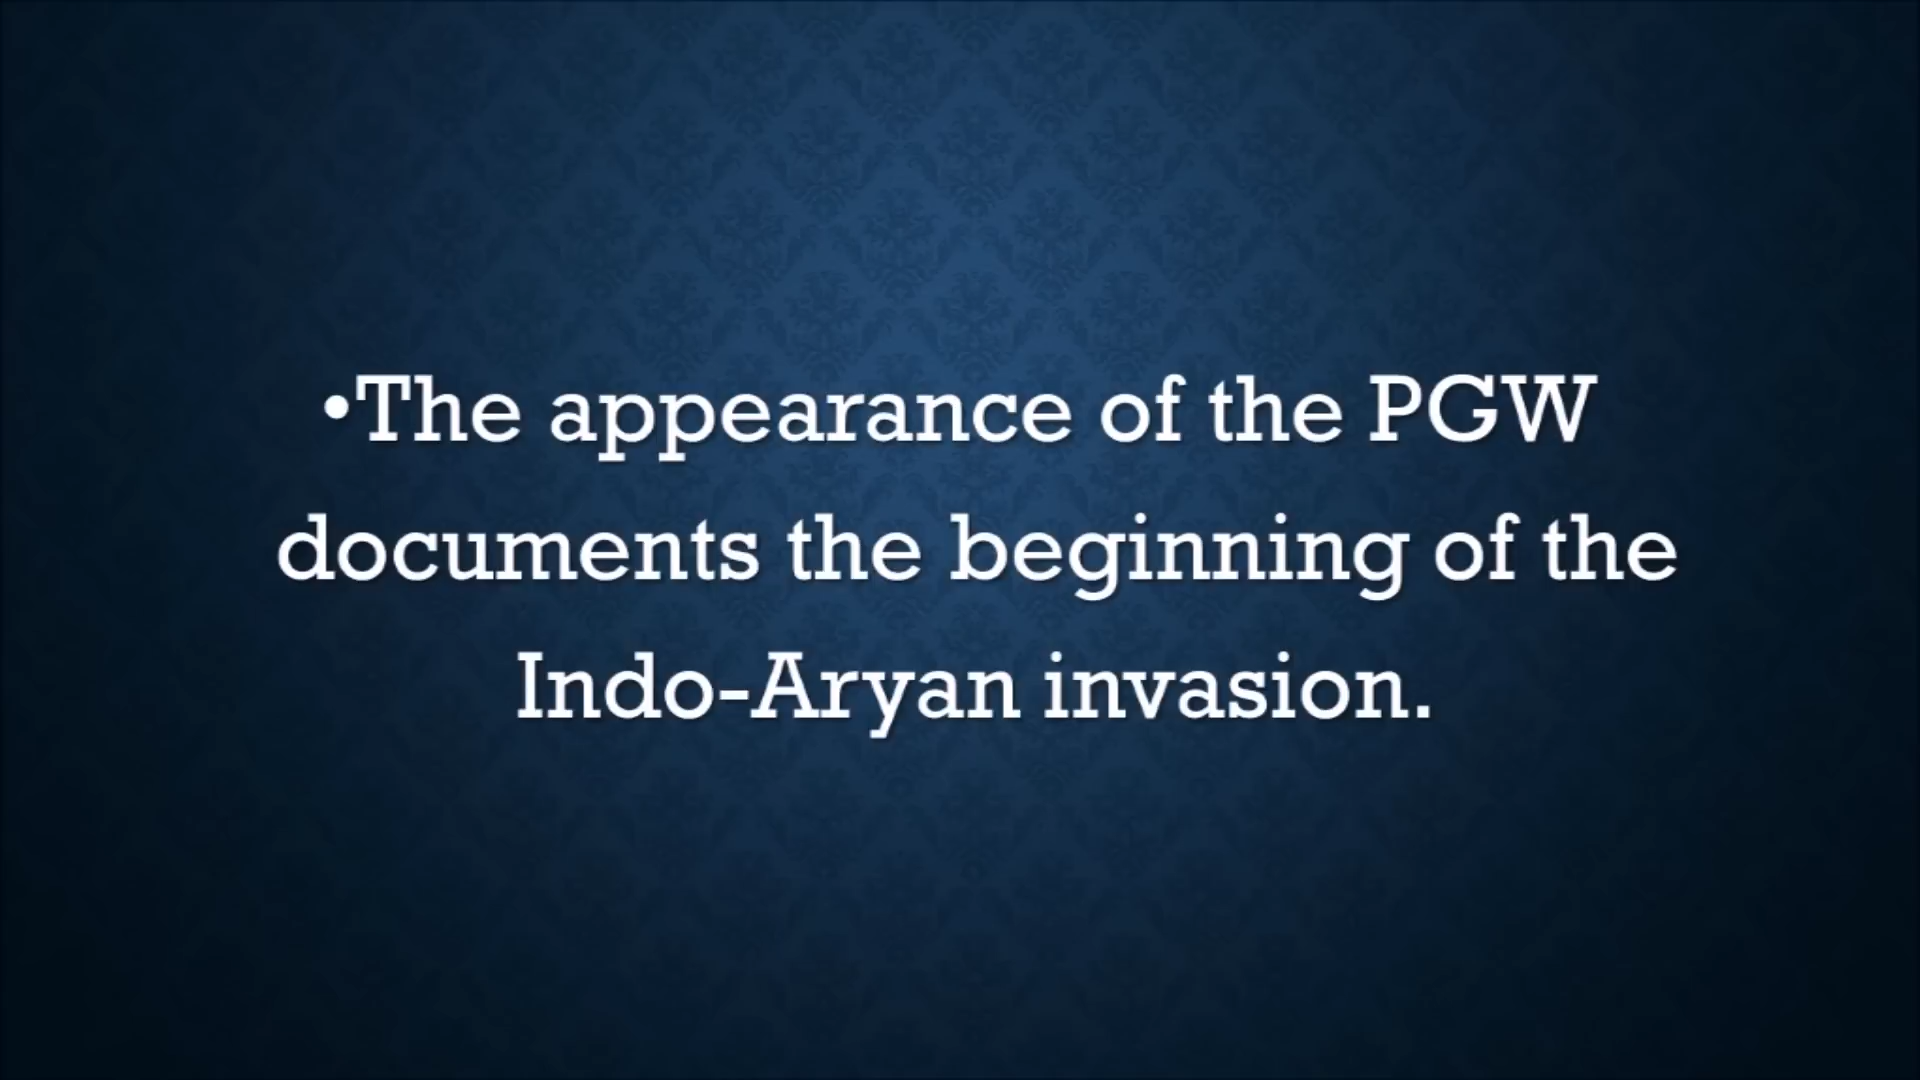 •The appearance of the PGW
documents the beginning of the
Indo-Aryan invasion.